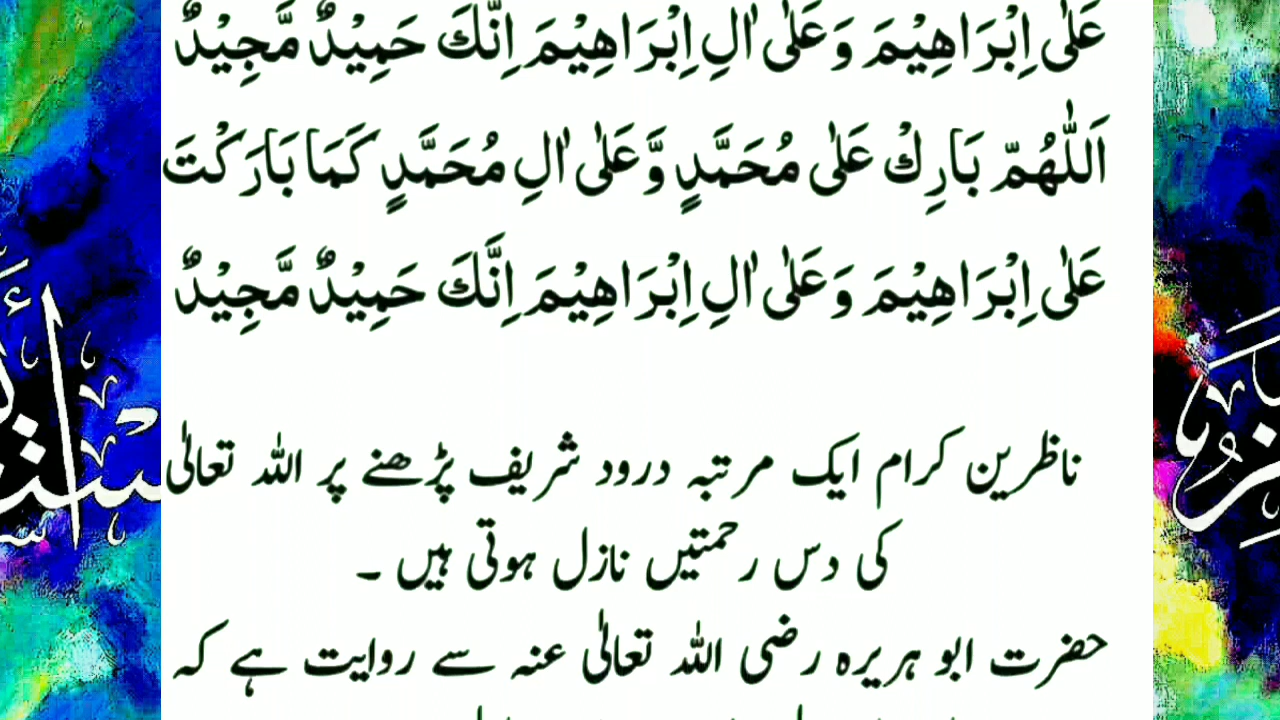 عَلٰى اِبْرَاهِيْمَ وَعَلٰى اٰلِ اِبْرَاهِيْمَ اِنَّكَ حَمِيْدٌ مَّجِيْدٌ
اَللّٰهُمَّ بَارِكْ عَلٰى مُحَمَّدٍ وَّعَلٰى اٰلِ مُحَمَّدٍ كَمَا بَارَكْتَ
عَلٰى اِبْرَاهِيْمَ وَعَلٰى اٰلِ اِبْرَاهِيْمَ اِنَّكَ حَمِيْدٌ مَّجِيْدٌ
ناظرین کرام ایک مرتبہ درود شریف پڑھنے پر اللہ تعالیٰ
کی دس رحمتیں نازل ہوتی ہیں ۔
حضرت ابو ہریرہ رضی اللہ تعالیٰ عنہ سے روایت ہے کہ